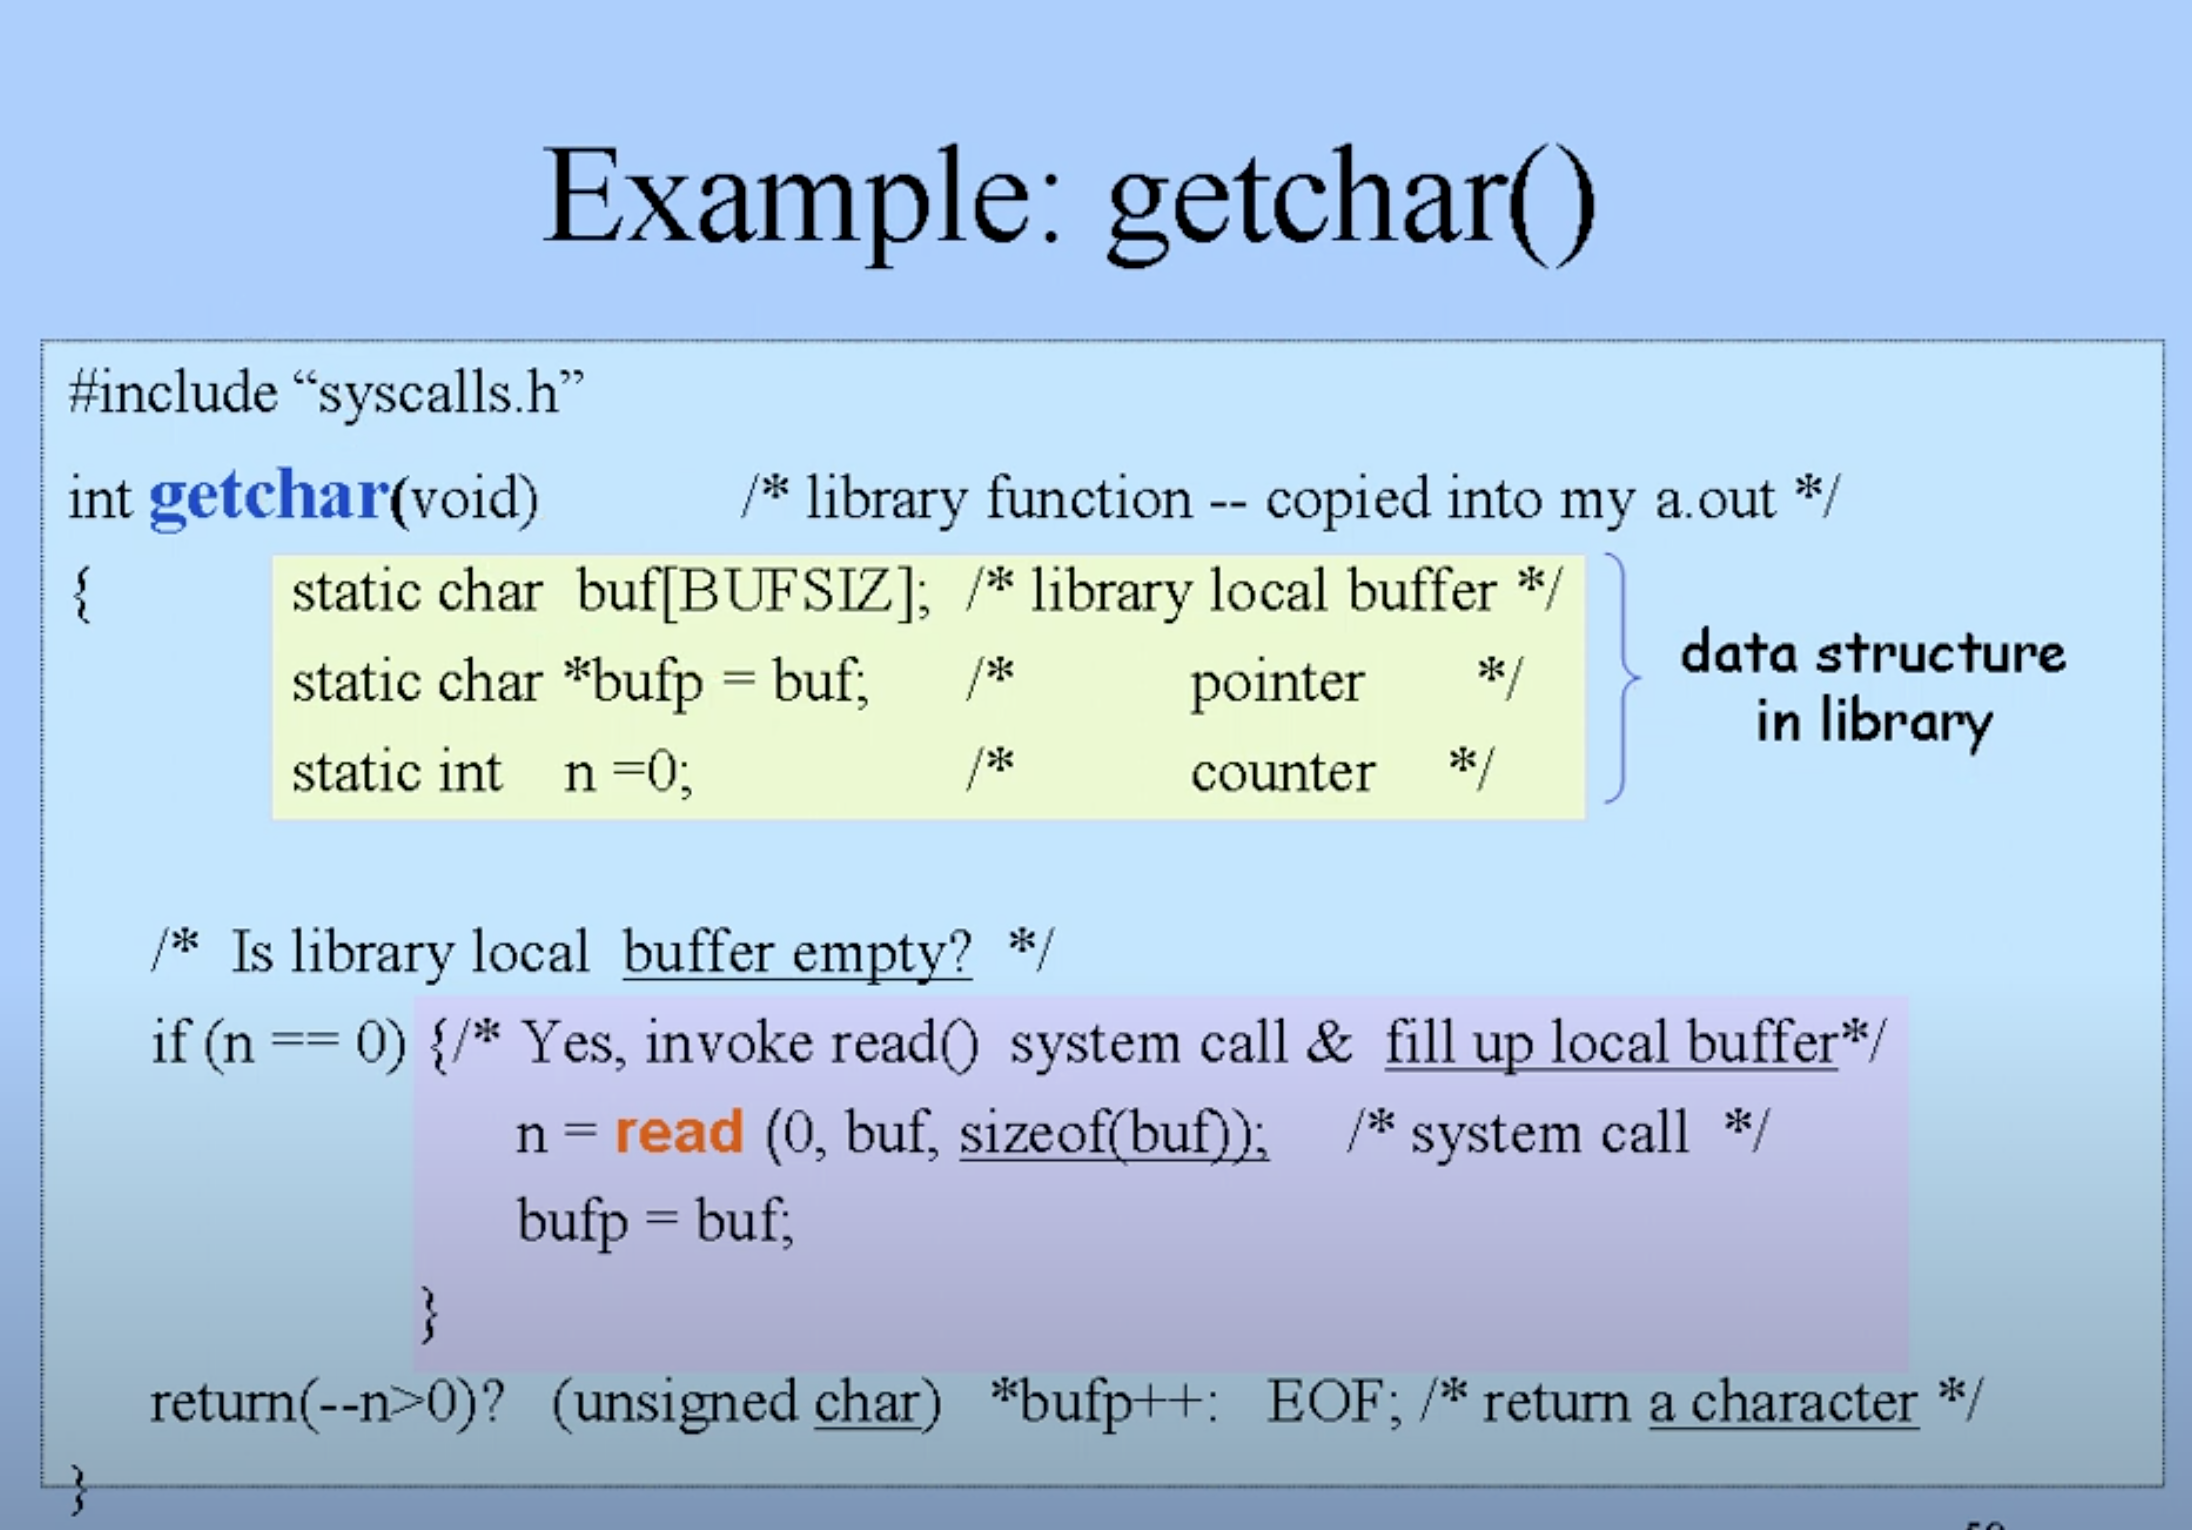 Example: getchar()
#include “syscalls.h”
int getchar(void) /* library function -- copied into my a.out */
{ static char buf[BUFSIZ]; /* library local buffer */
static char *bufp = buf; /* pointer */
static int n =0; /* counter */
data structure
in library
/* Is library local buffer empty? */
if (n == 0) {/* Yes, invoke read() system call & fill up local buffer*/
n = read (0, buf, sizeof(buf)); /* system call */
bufp = buf;
}
return(--n>0)? (unsigned char) *bufp++: EOF; /* return a character */
}